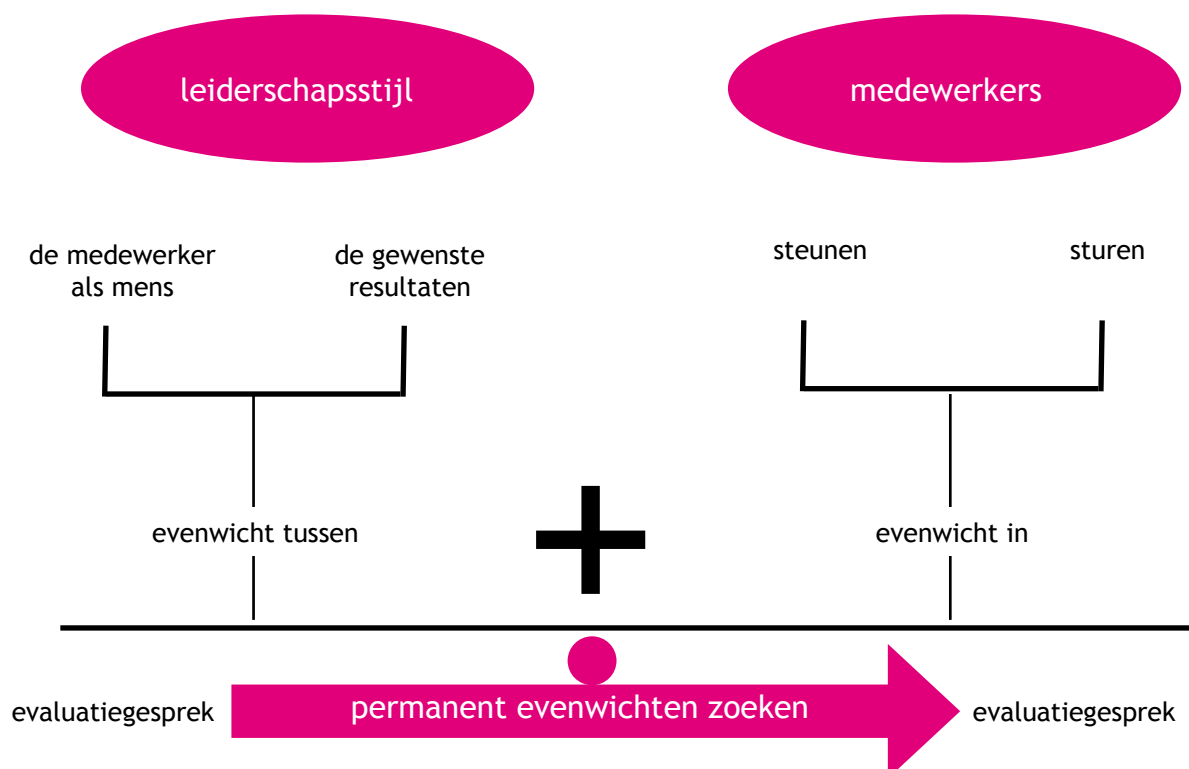 leiderschapsstijl
medewerkers
de medewerker
als mens
de gewenste
resultaten
steunen
sturen
evenwicht tussen
evenwicht in
evaluatiegesprek
permanent evenwichten zoeken
evaluatiegesprek